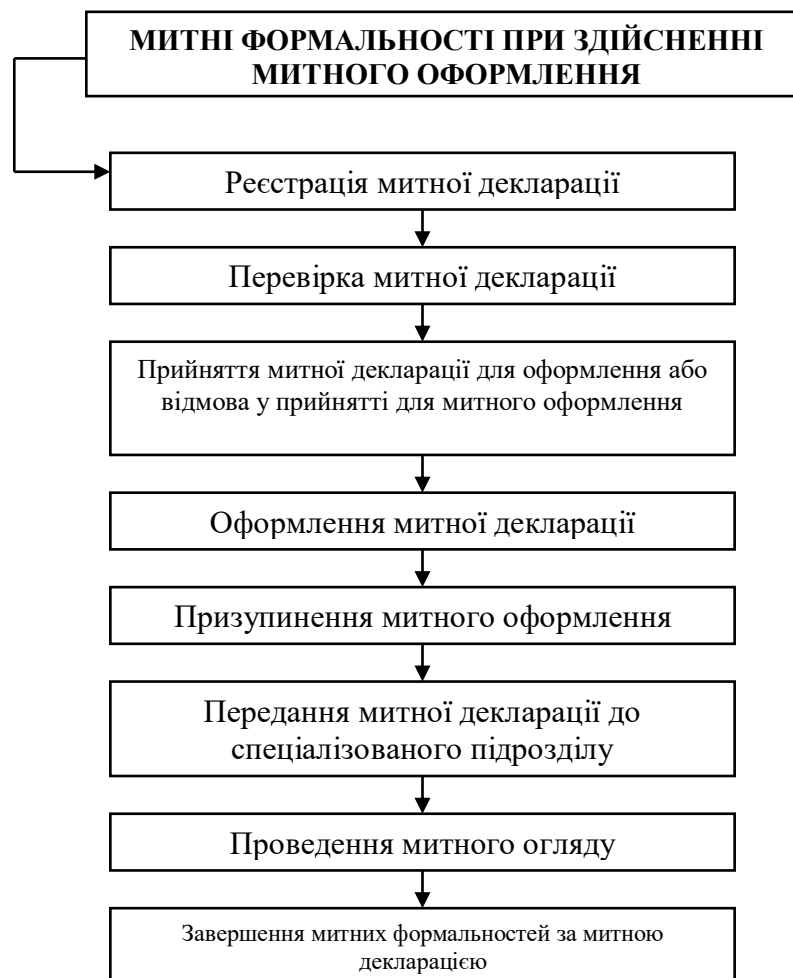 МИТНІ ФОРМАЛЬНОСТІ ПРИ ЗДІЙСНЕННІ
МИТНОГО ОФОРМЛЕННЯ
Реєстрація митної декларації
Перевірка митної декларації
Прийняття митної декларації для оформлення або
відмова у прийнятті для митного оформлення
Оформлення митної декларації
Призупинення митного оформлення
Передання митної декларації до
спеціалізованого підрозділу
Проведення митного огляду
Завершення митних формальностей за митною
декларацією